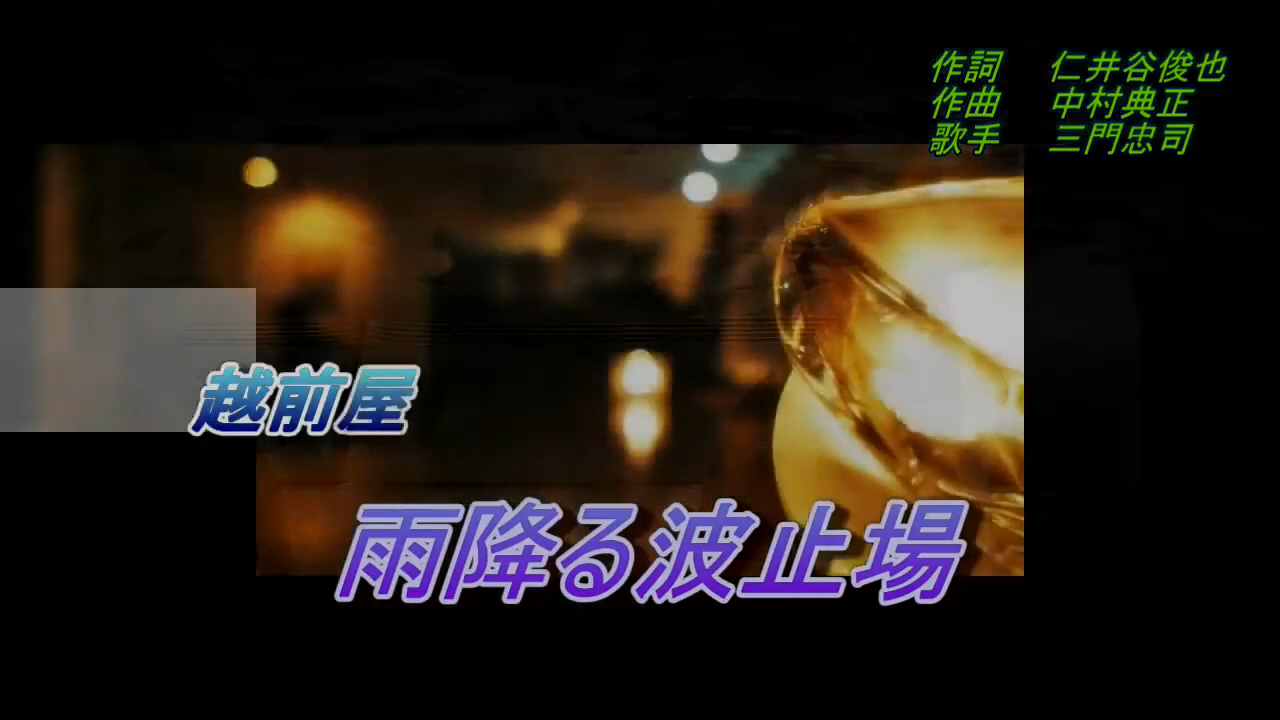 作詞　仁井谷俊也
作曲　中村典正
歌手　三門忠司
越前屋
雨降る波止場